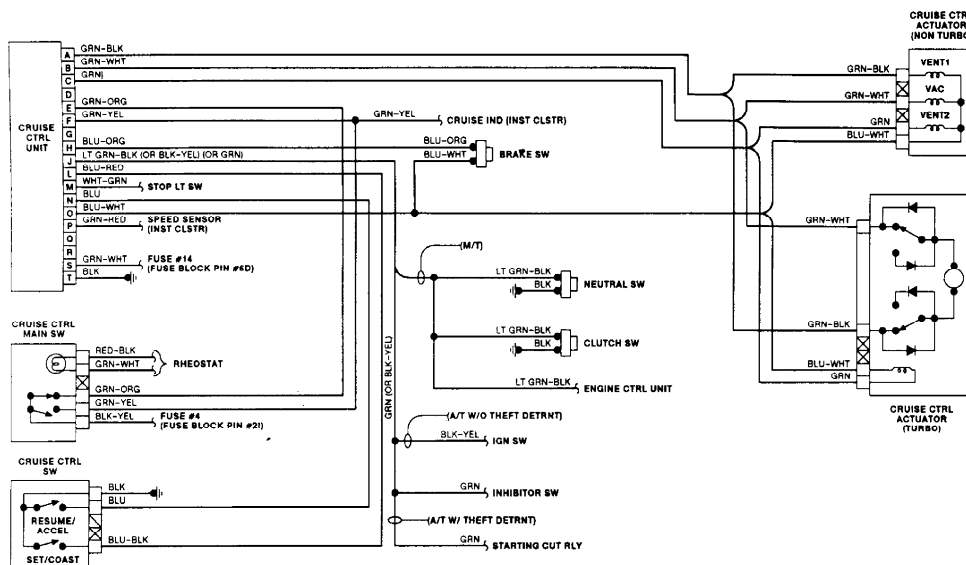 CRUISE CTRL
ACTUATOR
(NON TURBO)
VENT1
VAC
VENT2
GRN-BLK
GRN-WHT
GRN
BLU-WHT
CRUISE
CTRL
UNIT
A GRN-BLK
B GRN-WHT
C GRN
D
E GRN-ORG
F GRN-YEL
G
H BLU-ORG
J LT GRN-BLK (OR BLK-YEL) (OR GRN)
L BLU-RED
M WHT-GRN STOP LT SW
N BLU
O BLU-WHT
P GRN-RED SPEED SENSOR
(INST CLSTR)
Q
R
S GRN-WHT FUSE #14
(FUSE BLOCK PIN #6D)
T BLK
GRN-YEL CRUISE IND (INST CLSTR)
BLU-ORG
BLU-WHT
BRAKE SW
(M/T)
LT GRN-BLK
BLK
NEUTRAL SW
LT GRN-BLK
BLK
CLUTCH SW
LT GRN-BLK ENGINE CTRL UNIT
GRN (OR BLK-YEL)
(A/T W/O THEFT DETRNT)
BLK-YEL IGN SW
GRN INHIBITOR SW
(A/T W/ THEFT DETRNT)
GRN STARTING CUT RLY
GRN-WHT
GRN-BLK
BLU-WHT
GRN
CRUISE CTRL
ACTUATOR
(TURBO)
CRUISE CTRL
MAIN SW
RED-BLK
GRN-WHT
RHEOSTAT
GRN-ORG
GRN-YEL
BLK-YEL FUSE #4
(FUSE BLOCK PIN #2I)
CRUISE CTRL
SW
BLK
BLU
RESUME/
ACCEL
BLU-BLK
SET/COAST